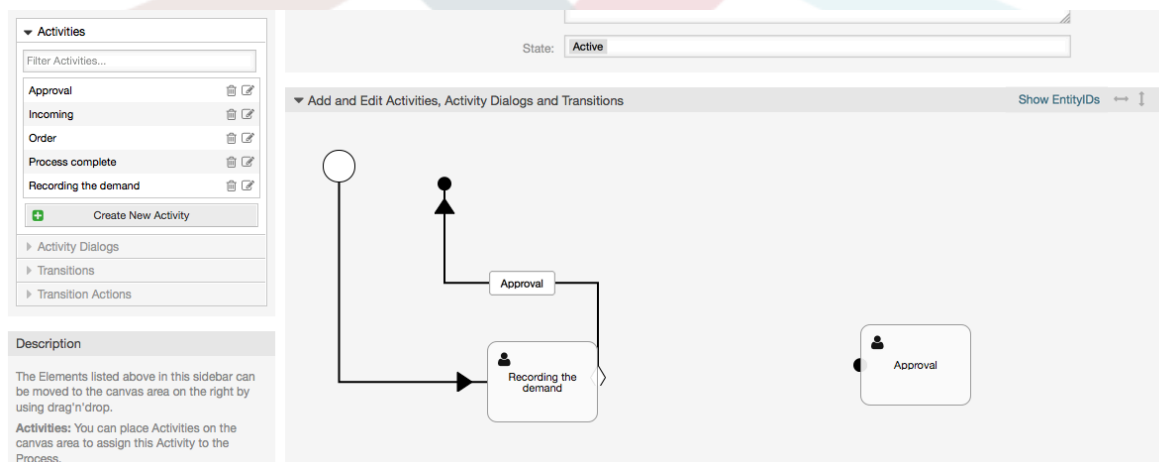 Activities
Filter Activities...
Approval
Incoming
Order
Process complete
Recording the demand
Create New Activity
Activity Dialogs
Transitions
Transition Actions
Description
The Elements listed above in this sidebar can
be moved to the canvas area on the right by
using drag'n'drop.
Activities: You can place Activities on the
canvas area to assign this Activity to the
Process.
State: Active
Add and Edit Activities, Activity Dialogs and Transitions
Show EntityIDs
Approval
Recording the
demand
Approval